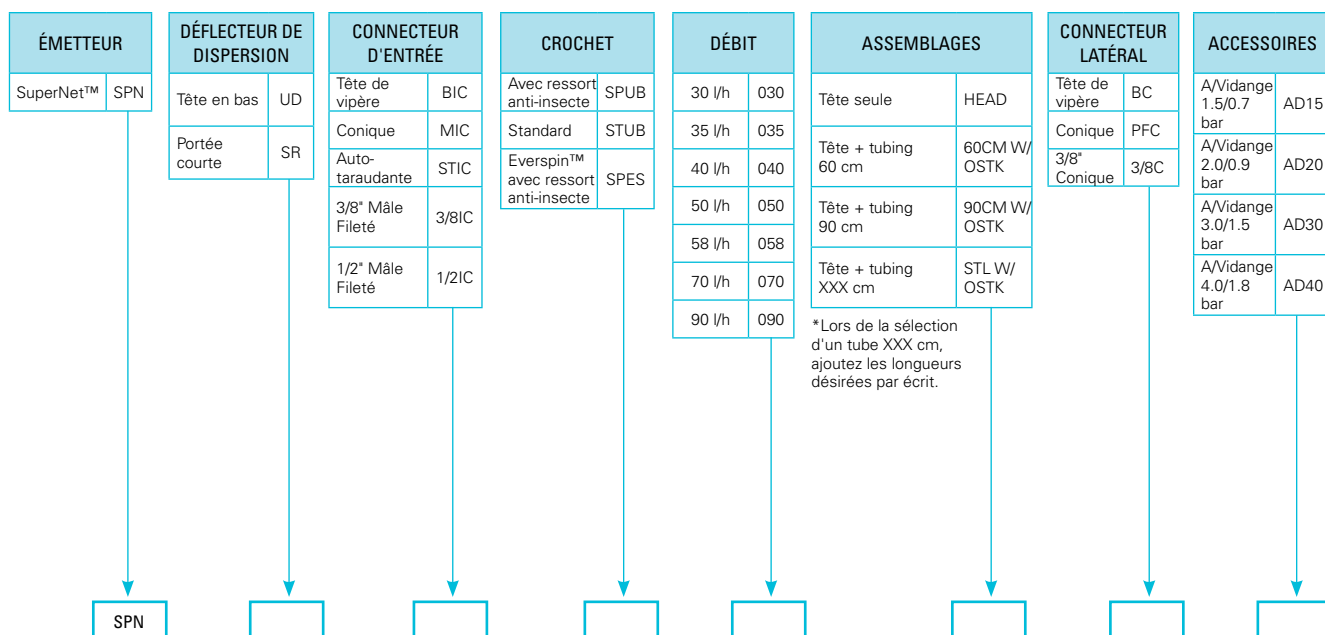 ÉMETTEUR
SuperNet™ SPN
DÉFLECTEUR DE
DISPERSION
Tête en bas UD
Portée
courte
SR
CONNECTEUR
D'ENTRÉE
Tête de
vipère
BIC
Conique MIC
Auto-
taraudante
STIC
3/8" Mâle
Fileté
3/8IC
1/2" Mâle
Fileté
1/2IC
CROCHET
Avec ressort
anti-insecte
SPUB
Standard STUB
Everspin™
avec ressort
anti-insecte
SPES
DÉBIT
30 l/h 030
35 l/h 035
40 l/h 040
50 l/h 050
58 l/h 058
70 l/h 070
90 l/h 090
ASSEMBLAGES
Tête seule HEAD
Tête + tubing
60 cm
60CM W/
OSTK
Tête + tubing
90 cm
90CM W/
OSTK
Tête + tubing
XXX cm
STL W/
OSTK
*Lors de la sélection
d'un tube XXX cm,
ajoutez les longueurs
désirées par écrit.
CONNECTEUR
LATÉRAL
Tête de
vipère
BC
Conique PFC
3/8"
Conique
3/8C
ACCESSOIRES
A/Vidange
1.5/0.7
bar
AD15
A/Vidange
2.0/0.9
bar
AD20
A/Vidange
3.0/1.5
bar
AD30
A/Vidange
4.0/1.8
bar
AD40
SPN